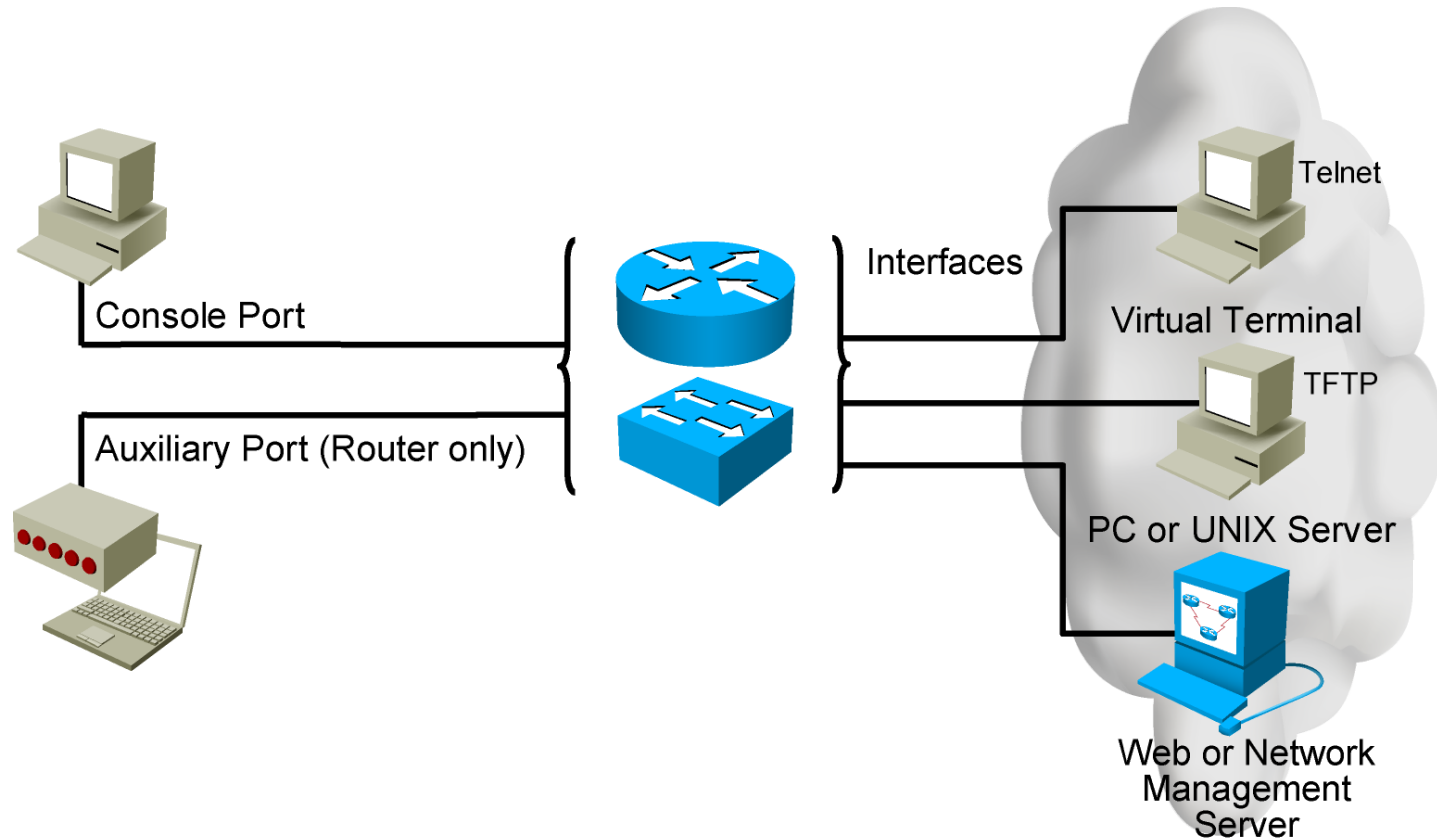 Telnet
Interfaces
Console Port
Virtual Terminal
TFTP
Auxiliary Port (Router only)
PC or UNIX Server
Web or Network
Management
Server